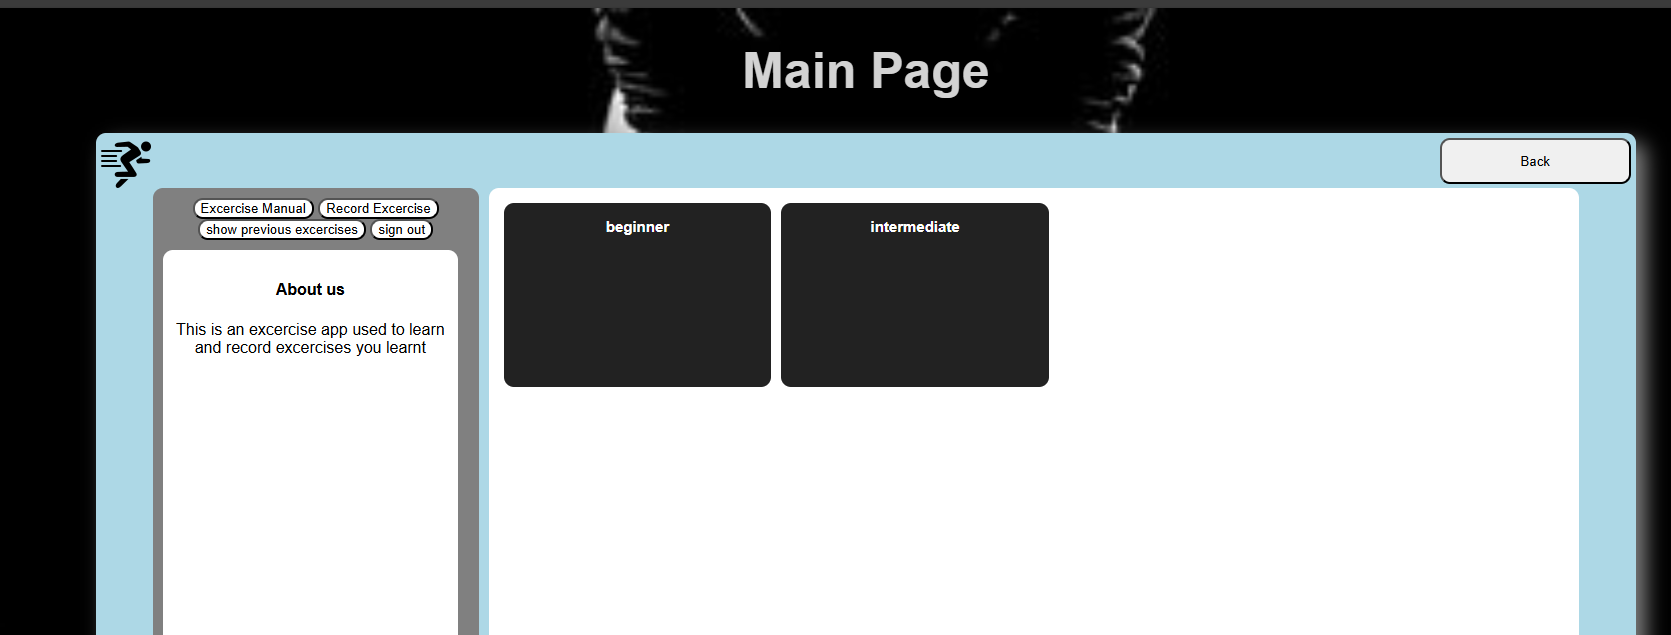 Main Page
Back
Excercise Manual Record Excercise
show previous excercises sign out
About us
This is an excercise app used to learn
and record excercises you learnt
beginner
intermediate